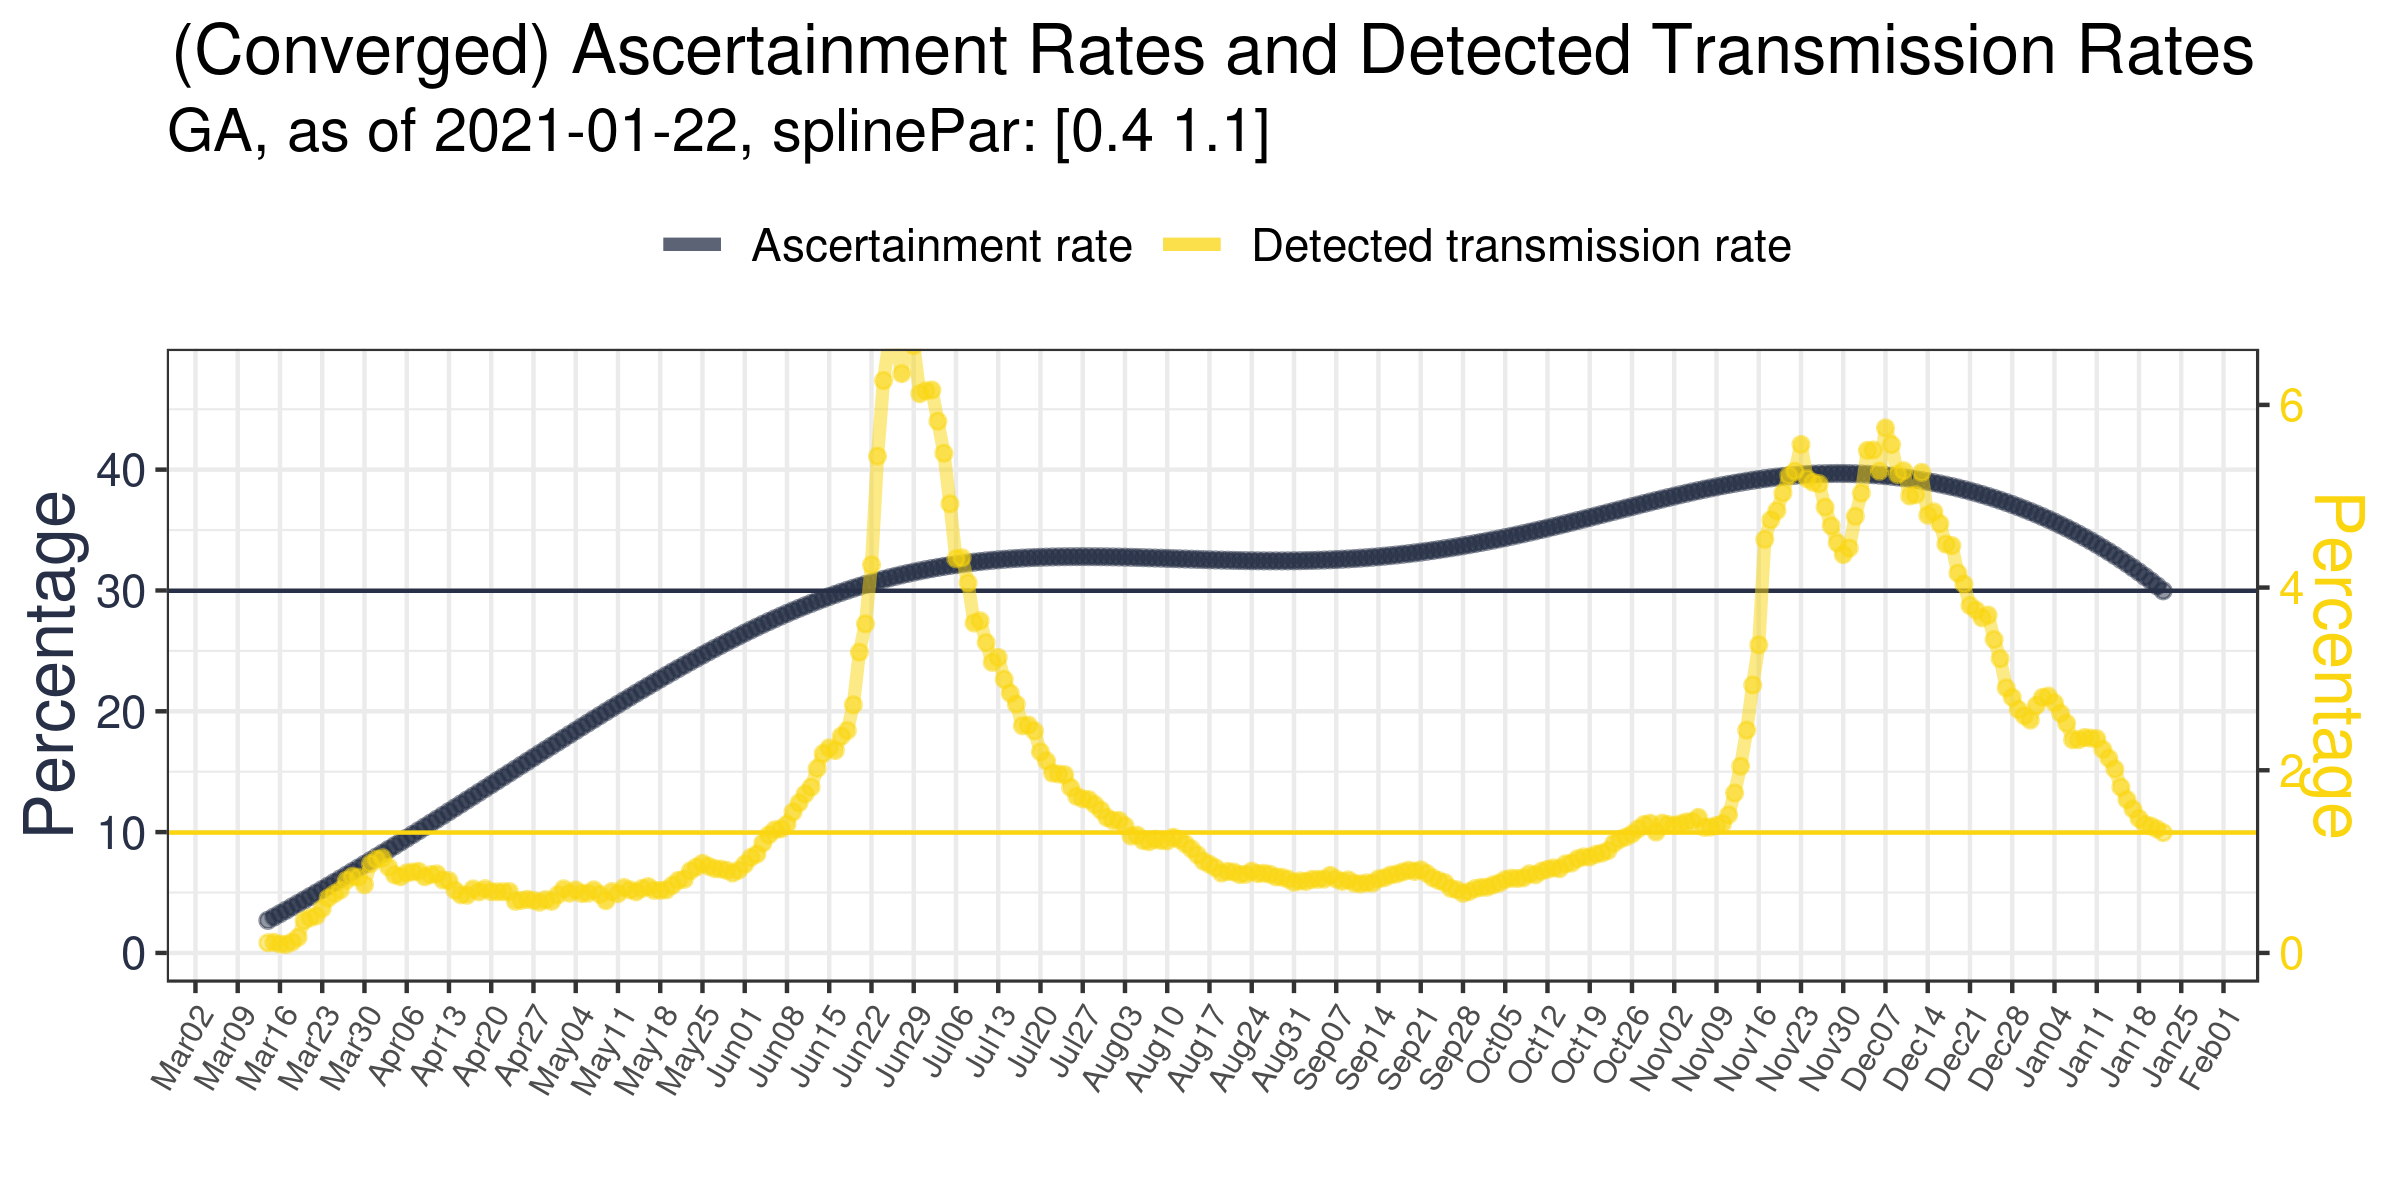 (Converged) Ascertainment Rates and Detected Transmission Rates
GA, as of 2021-01-22, splinePar: [0.4 1.1]
Ascertainment rate
Detected transmission rate
Percentage
40
30
20
10
0
6
4
2
0
Percentage
Mar02
Mar09
Mar16
Mar23
Mar30
Apr06
Apr13
Apr20
Apr27
May04
May11
May18
May25
Jun01
Jun08
Jun15
Jun22
Jun29
Jul06
Jul13
Jul20
Jul27
Aug03
Aug10
Aug17
Aug24
Aug31
Sep07
Sep14
Sep21
Sep28
Oct05
Oct12
Oct19
Oct26
Nov02
Nov09
Nov16
Nov23
Nov30
Dec07
Dec14
Dec21
Dec28
Jan04
Jan11
Jan18
Jan25
Feb01